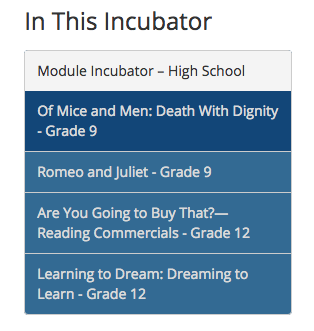 In This Incubator
Module Incubator – High School
Of Mice and Men: Death With Dignity
- Grade 9
Romeo and Juliet - Grade 9
Are You Going to Buy That?—
Reading Commercials - Grade 12
Learning to Dream: Dreaming to
Learn - Grade 12